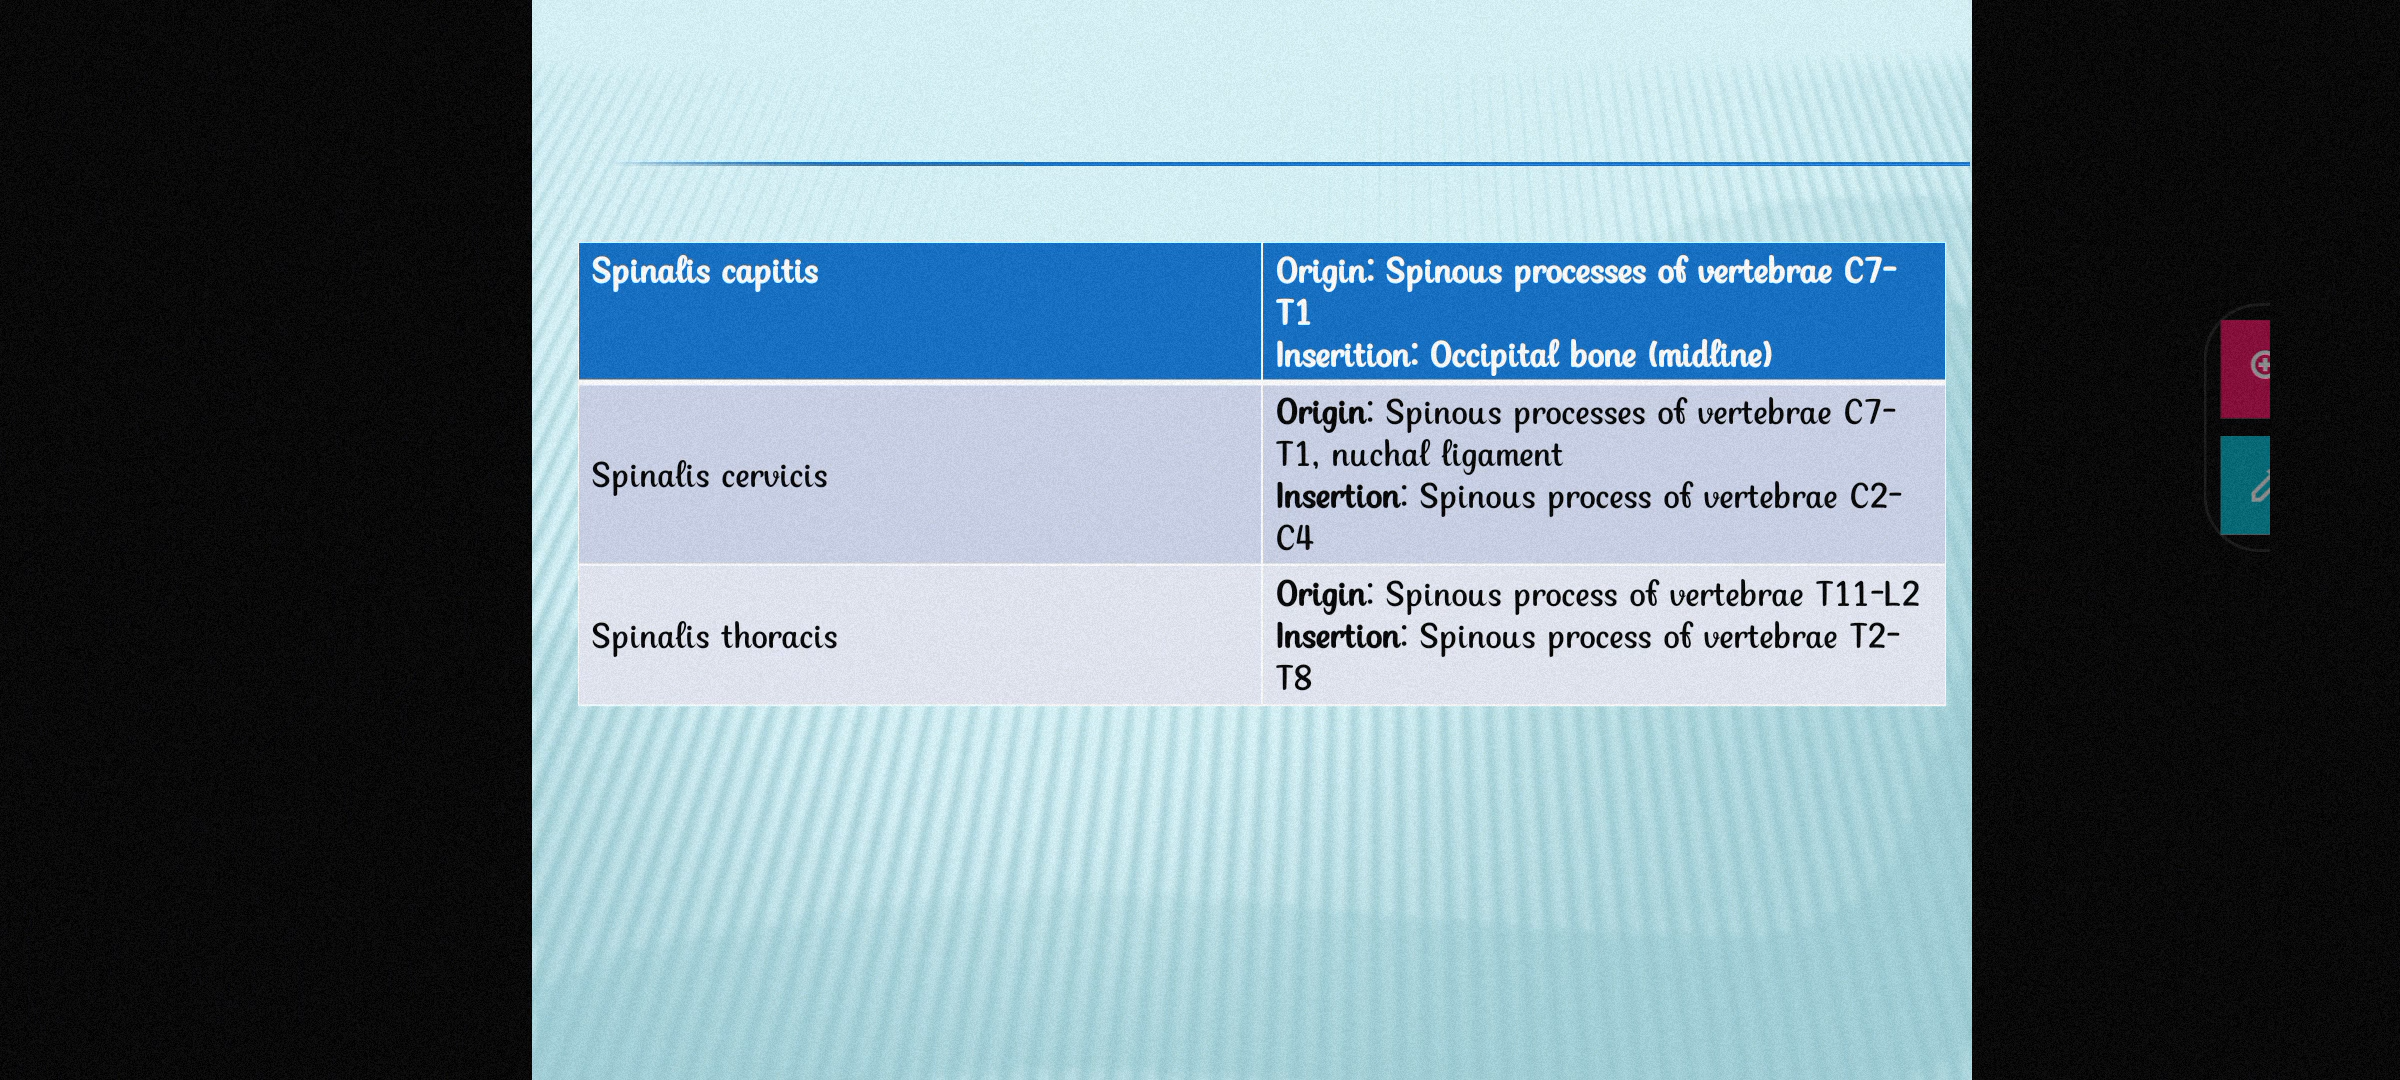 Spinalis capitis
Origin: Spinous processes of vertebrae C7-
T1
Inserition: Occipital bone (midline)
Spinalis cervicis
Origin: Spinous processes of vertebrae C7-
T1, nuchal ligament
Insertion: Spinous process of vertebrae C2-
C4
Spinalis thoracis
Origin: Spinous process of vertebrae T11-L2
Insertion: Spinous process of vertebrae T2-
T8